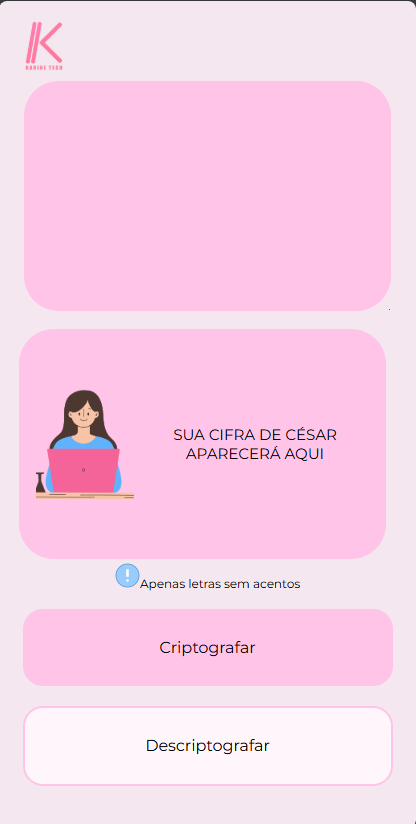 KARINE TECH
SUA CIFRA DE CÉSAR
APARECERÁ AQUI
Apenas letras sem acentos
Criptografar
Descriptografar